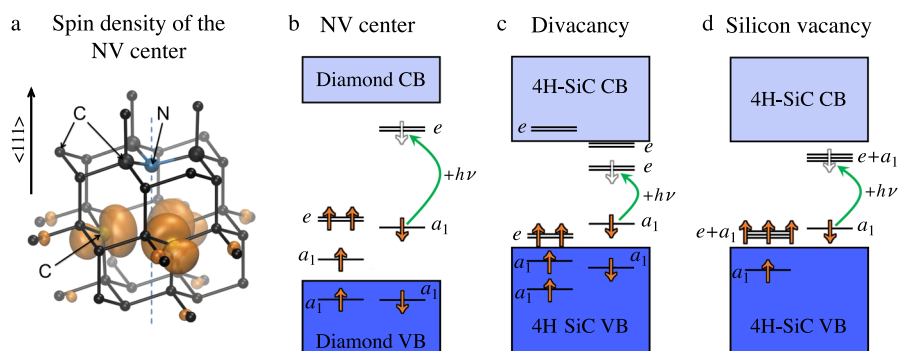 a
Spin density of the
NV center
<111>
C
N
C
b
NV center
Diamond CB
e
+hν
e
a1
a1
a1
a1
Diamond VB
c
Divacancy
4H-SiC CB
e
e
+hν
a1
e
a1
a1
a1
4H SiC VB
d
Silicon vacancy
4H-SiC CB
e+a1
+hν
a1
e+a1
a1
4H-SiC VB